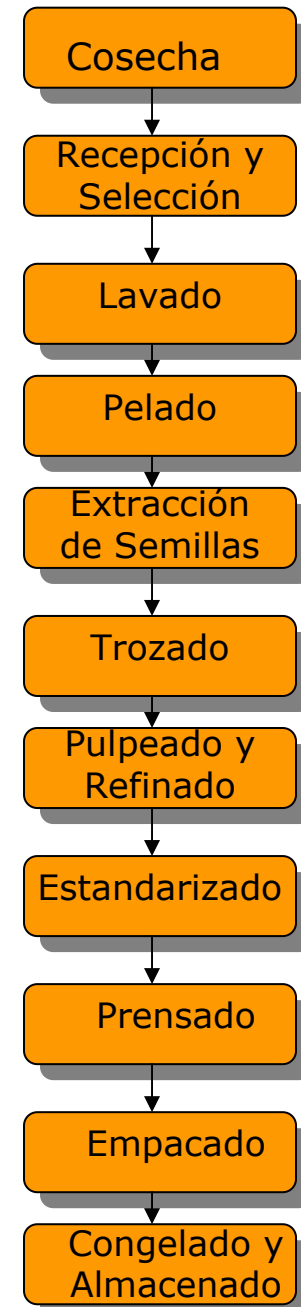 Cosecha
Recepción y
Selección
Lavado
Pelado
Extracción
de Semillas
Trozado
Pulpeado y
Refinado
Estandarizado
Prensado
Empacado
Congelado y
Almacenado